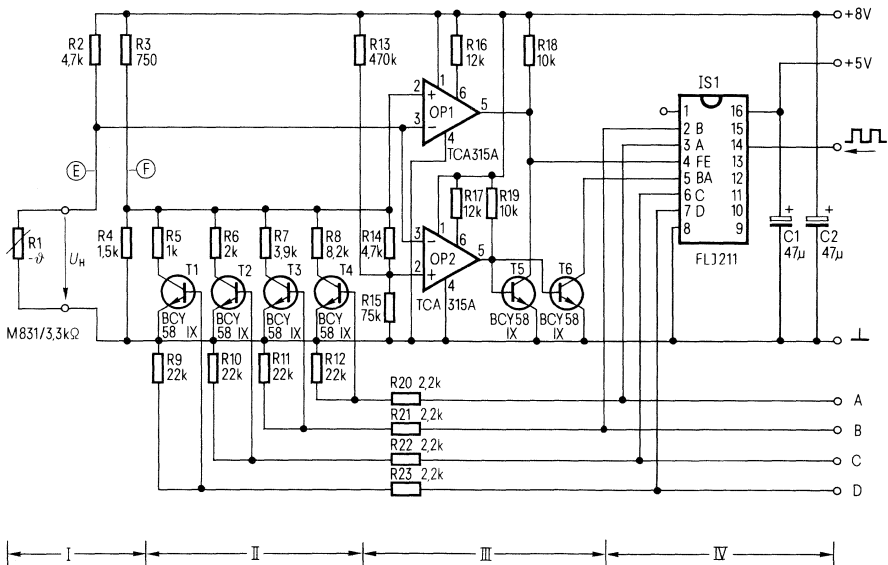 +8V
R2
4,7k
R3
750
R13
470k
R16
12k
R18
10k
+5V
IS1
2
+
1
6
5
3
−
OP1
4
TCA315A
1
2 B
3 A
4 FE
5 BA
6 C
7 D
8
16
15
14
13
12
11
10
9
FLJ211
E
F
R17
12k
R19
10k
+
C1
47µ
+
C2
47µ
R1
-ϑ
U_H
R4
1,5k
R5
1k
R6
2k
R7
3,9k
R8
8,2k
R14
4,7k
3
−
1
6
5
OP2
2
+
4
TCA 315A
T1
T2
T3
T4
T5
T6
R15
75k
BCY
58 IX
BCY
58 IX
BCY
58 IX
BCY
58 IX
BCY58
IX
BCY58
IX
M831/3,3kΩ
⊥
R9
22k
R10
22k
R11
22k
R12
22k
R20 2,2k
A
R21 2,2k
B
R22 2,2k
C
R23 2,2k
D
I
II
III
IV